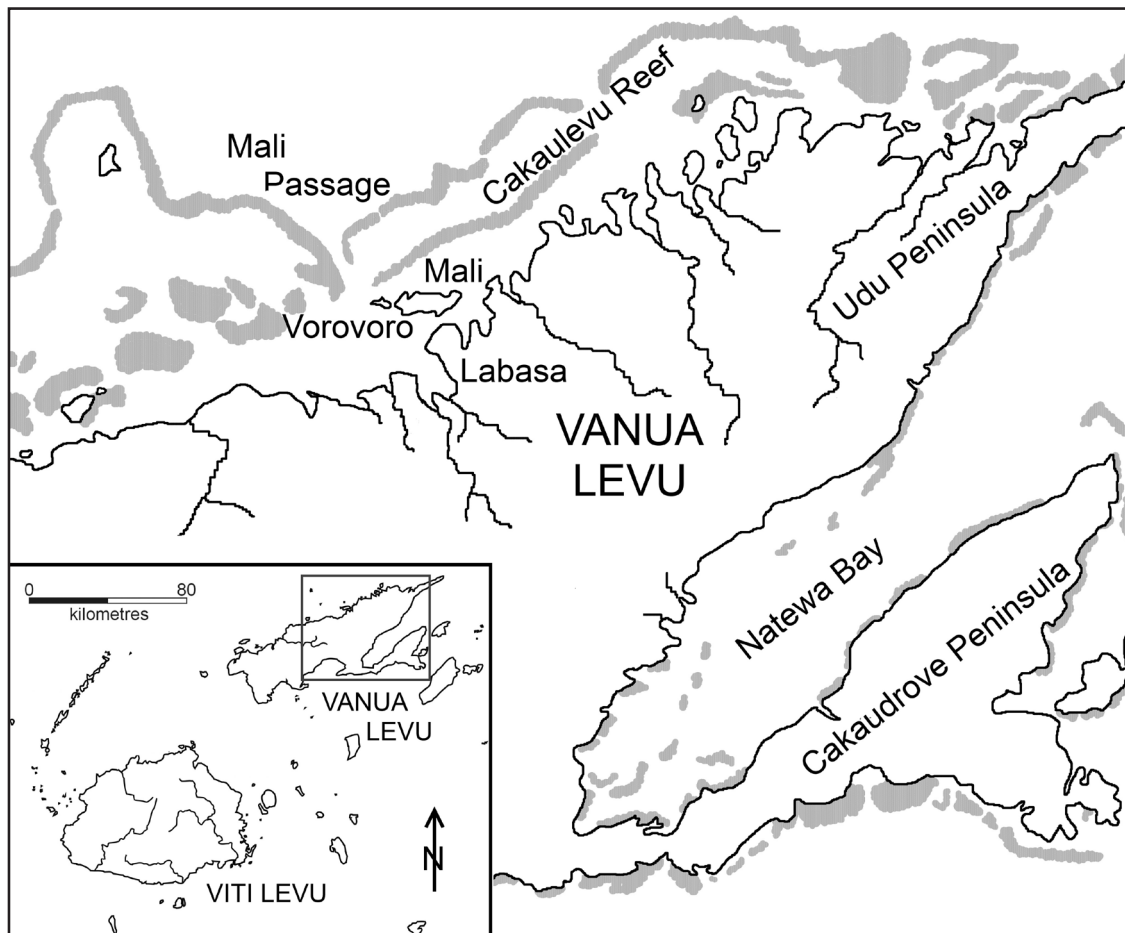 Cakaulevu Reef
Mali
Passage
Udu Peninsula
Mali
Vorovoro
Labasa
VANUA
LEVU
Natewa Bay
Cakaudrove Peninsula
0 80
kilometres
VANUA
LEVU
N
VITI LEVU